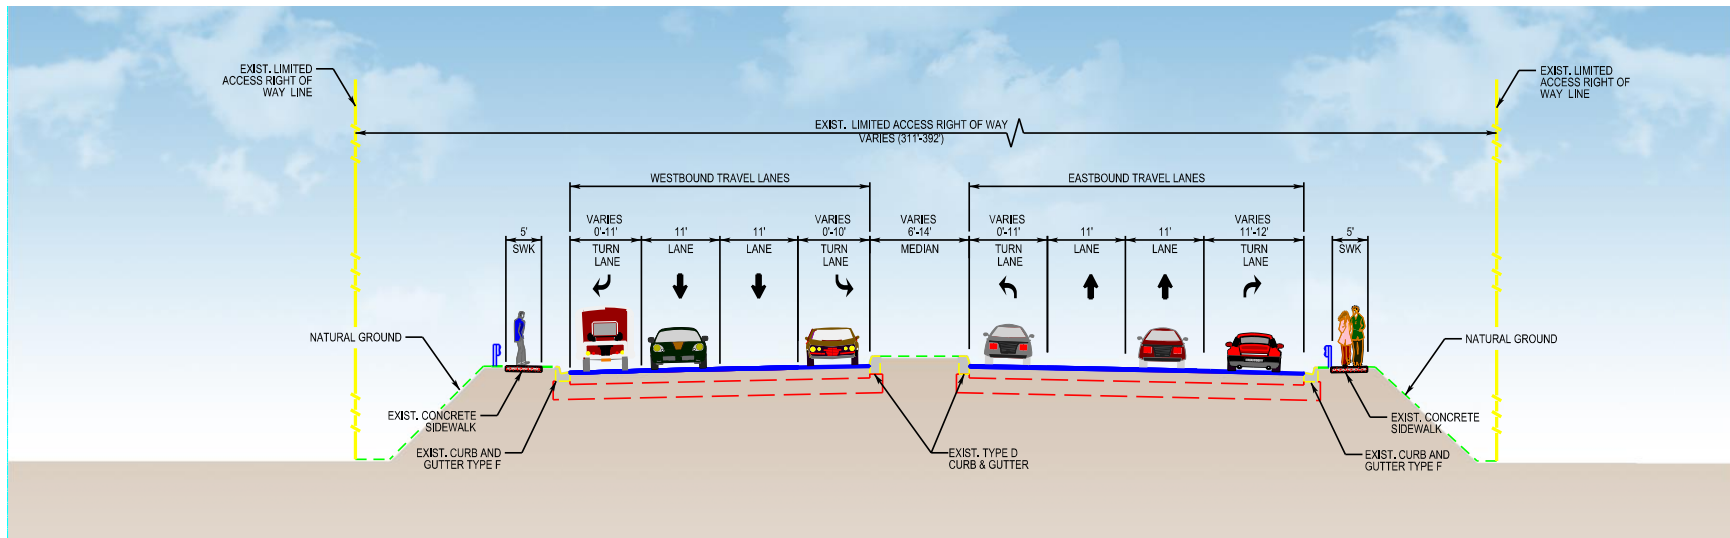 EXIST. LIMITED
ACCESS RIGHT OF
WAY LINE
EXIST. LIMITED
ACCESS RIGHT OF
WAY LINE
EXIST. LIMITED ACCESS RIGHT OF WAY
VARIES (311'-392')
WESTBOUND TRAVEL LANES
EASTBOUND TRAVEL LANES
5'
SWK
VARIES
0'-11'
TURN
LANE
11'
LANE
11'
LANE
VARIES
0'-10'
TURN
LANE
VARIES
6'-14'
MEDIAN
VARIES
0'-11'
TURN
LANE
11'
LANE
11'
LANE
VARIES
11'-12'
TURN
LANE
5'
SWK
NATURAL GROUND
NATURAL GROUND
EXIST. CONCRETE
SIDEWALK
EXIST. CURB AND
GUTTER TYPE F
EXIST. TYPE D
CURB & GUTTER
EXIST. CONCRETE
SIDEWALK
EXIST. CURB AND
GUTTER TYPE F